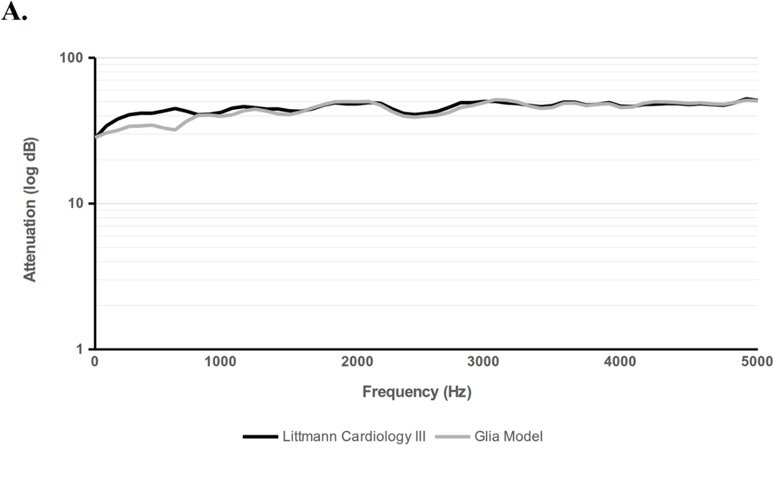 A.
100
10
1
Attenuation (log dB)
0 1000 2000 3000 4000 5000
Frequency (Hz)
Littmann Cardiology III Glia Model